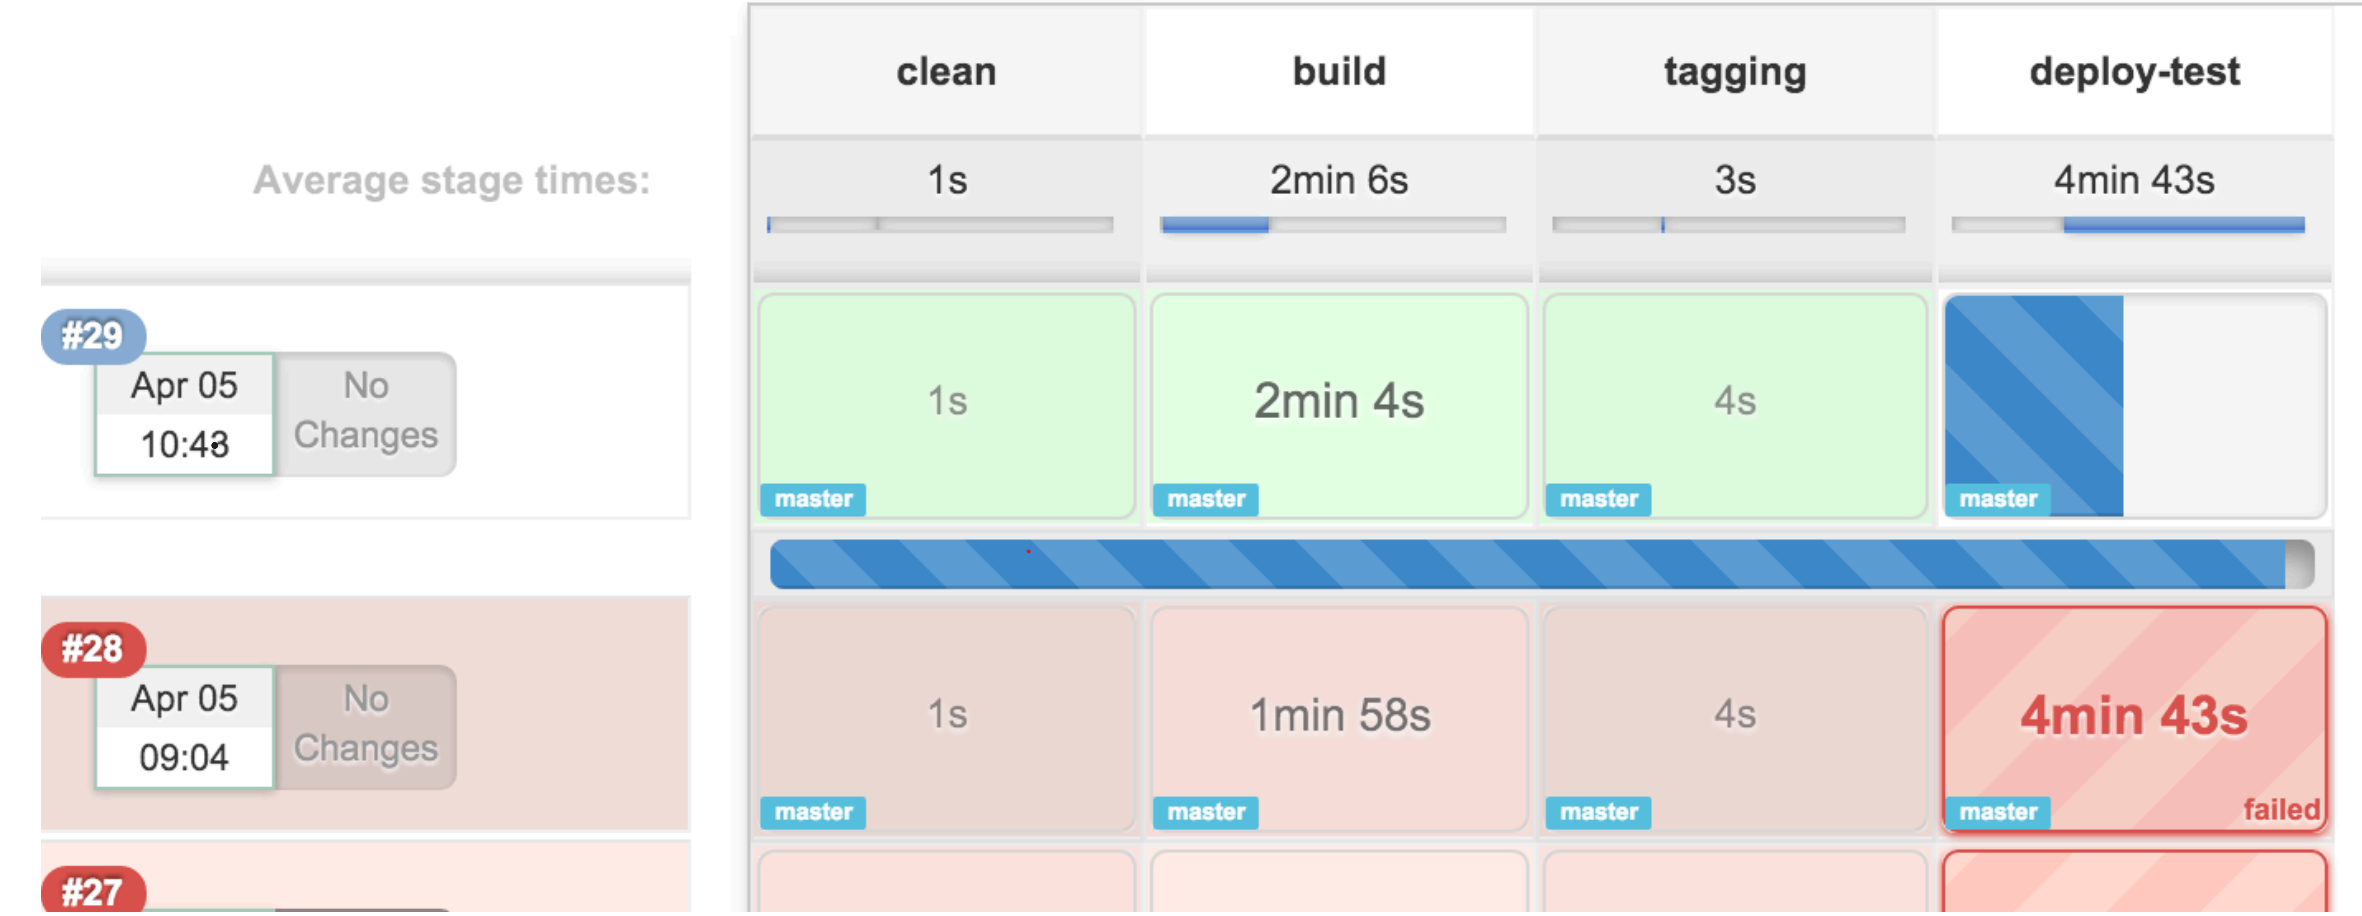 clean build tagging deploy-test
Average stage times: 1s 2min 6s 3s 4min 43s
#29
Apr 05 No
10:43 Changes
1s 2min 4s 4s
master master master master
#28
Apr 05 No
09:04 Changes
1s 1min 58s 4s 4min 43s
master master master master failed
#27